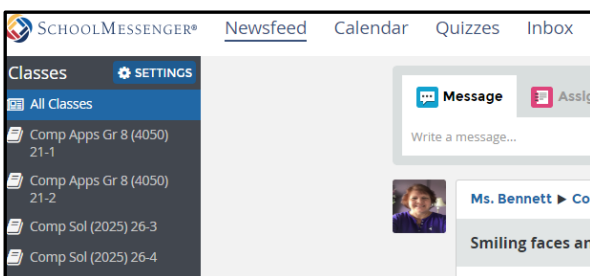 SCHOOLMESSENGER® Newsfeed Calendar Quizzes Inbox
Classes SETTINGS
All Classes
Comp Apps Gr 8 (4050)
21-1
Comp Apps Gr 8 (4050)
21-2
Comp Sol (2025) 26-3
Comp Sol (2025) 26-4
Message
Write a message...
Ms. Bennett ▶
Smiling faces